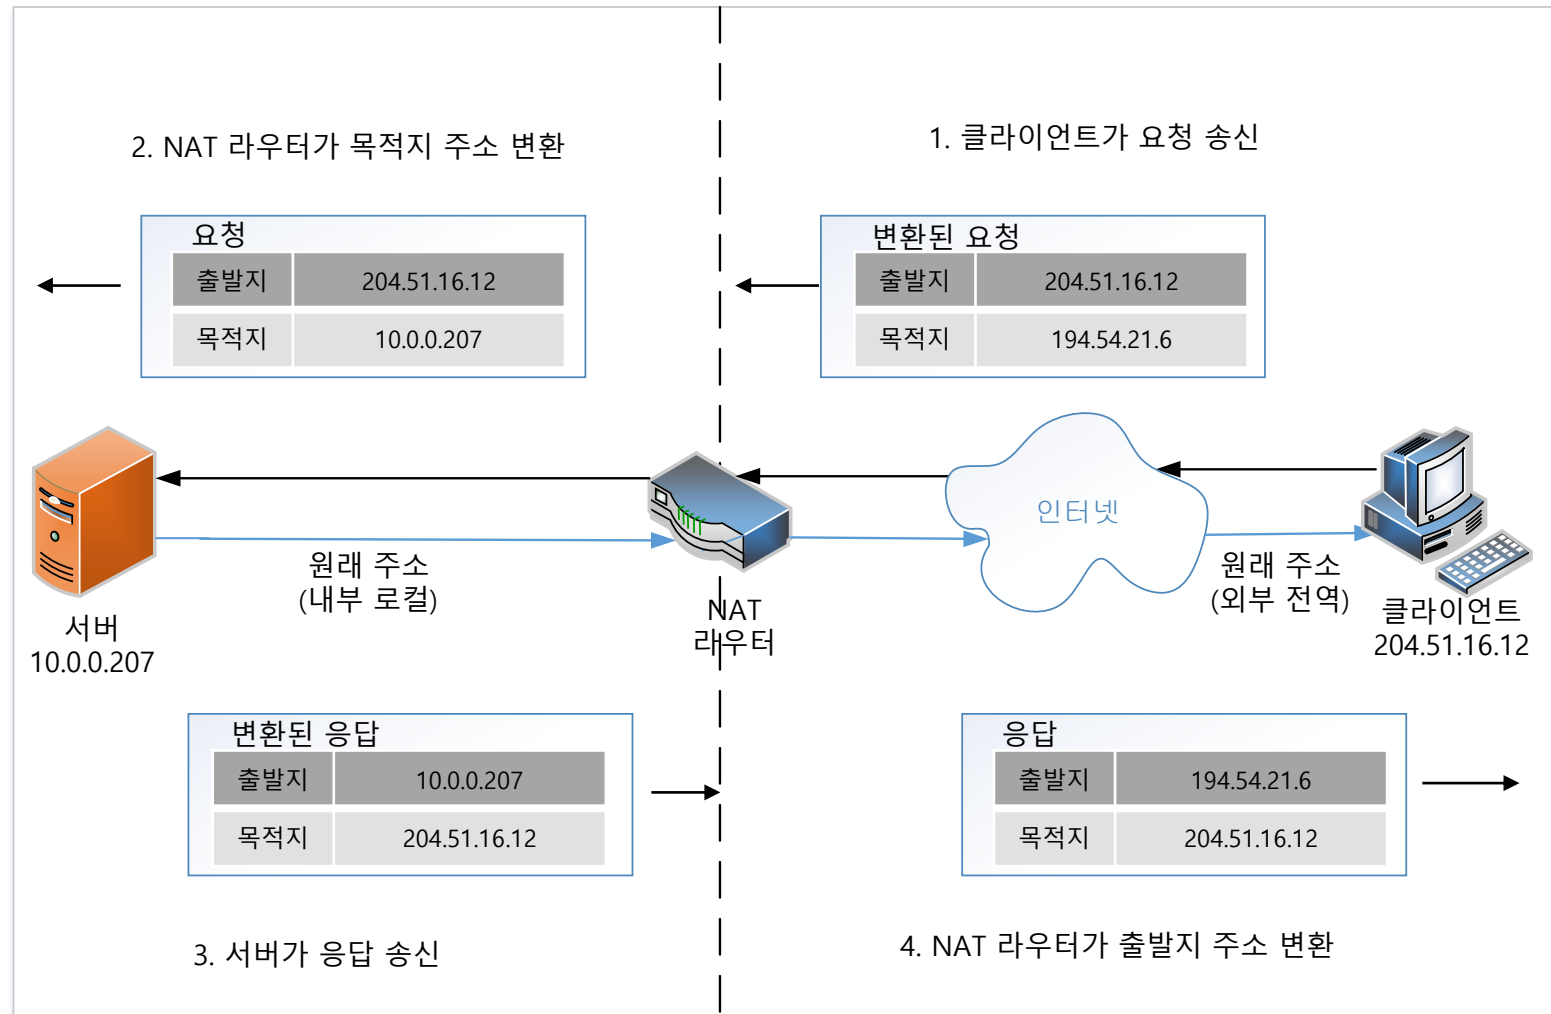 2. NAT 라우터가 목적지 주소 변환
1. 클라이언트가 요청 송신
요청
출발지 204.51.16.12
목적지 10.0.0.207
변환된 요청
출발지 204.51.16.12
목적지 194.54.21.6
인터넷
원래 주소
(내부 로컬)
원래 주소
(외부 전역)
서버
10.0.0.207
NAT
라우터
클라이언트
204.51.16.12
변환된 응답
출발지 10.0.0.207
목적지 204.51.16.12
응답
출발지 194.54.21.6
목적지 204.51.16.12
3. 서버가 응답 송신
4. NAT 라우터가 출발지 주소 변환